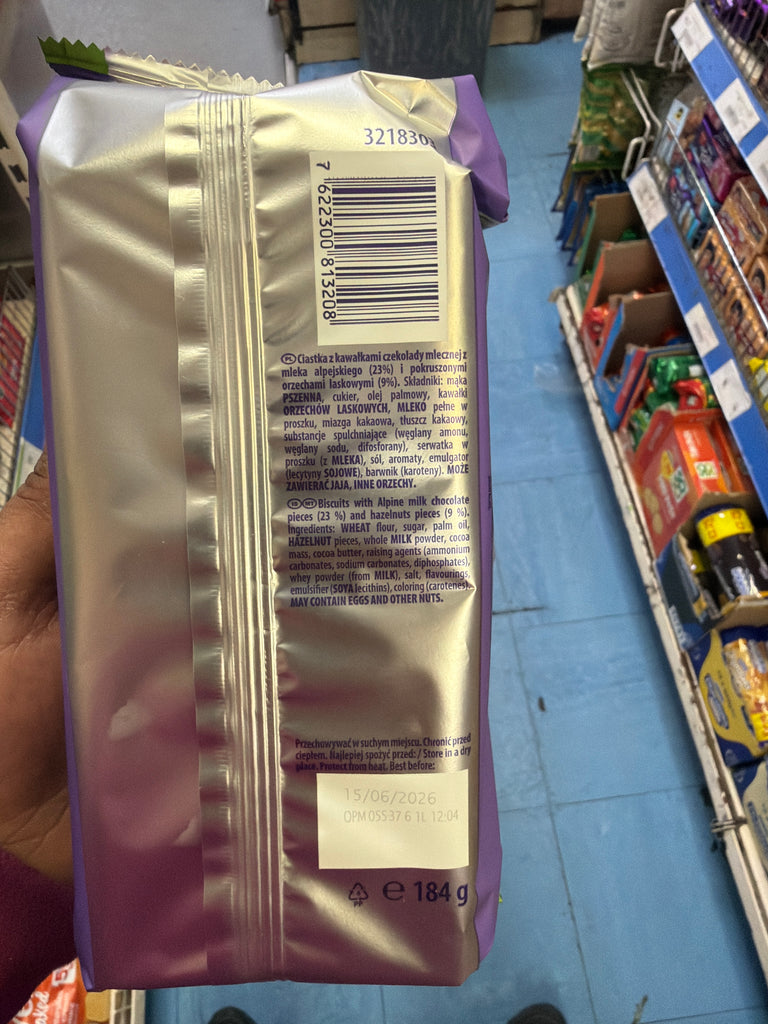 3218363
7 622300 813208
PL Ciastka z kawałkami czekolady mlecznej z
mleka alpejskiego (23%) i pokruszonymi
orzechami laskowymi (9%). Składniki: mąka
PSZENNA, cukier, olej palmowy, kawałki
ORZECHÓW LASKOWYCH, MLEKO pełne w
proszku, miazga kakaowa, tłuszcz kakaowy,
substancje spulchniające (węglany amonu,
węglany sodu, difosforany), serwatka w
proszku (z MLEKA), sól, aromaty, emulgator
(lecytyny SOJOWE), barwnik (karoteny). MOŻE
ZAWIERAĆ JAJA, INNE ORZECHY.
Biscuits with Alpine milk chocolate
pieces (23 %) and hazelnuts pieces (9 %).
Ingredients: WHEAT flour, sugar, palm oil,
HAZELNUT pieces, whole MILK powder, cocoa
mass, cocoa butter, raising agents (ammonium
carbonates, sodium carbonates, diphosphates),
whey powder (from MILK), salt, flavourings,
emulsifier (SOYA lecithins), coloring (carotenes).
MAY CONTAIN EGGS AND OTHER NUTS.
Przechowywać w suchym miejscu. Chronić przed
ciepłem. Najlepiej spożyć przed: / Store in a dry
place. Protect from heat. Best before:
15/06/2026
OPM 055 37 6 1L 12:04
PP
e 184 g